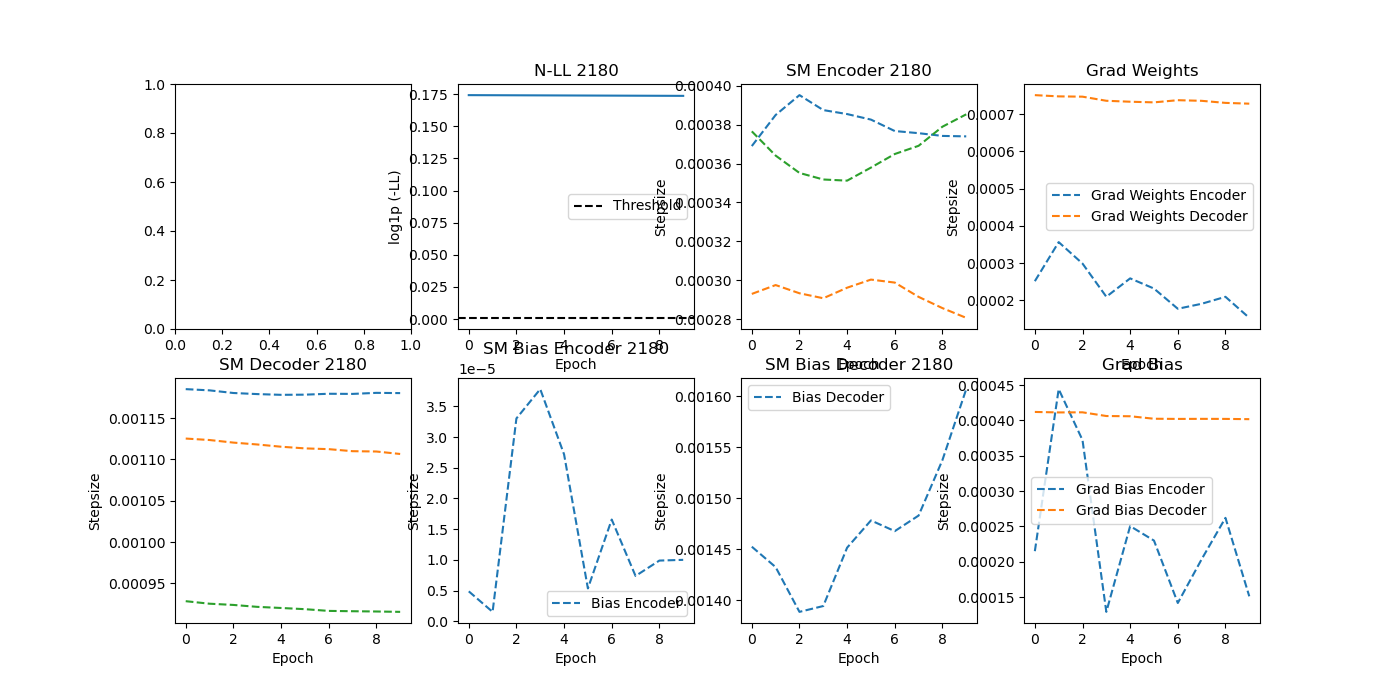 N-LL 2180
SM Encoder 2180
Grad Weights
1.0
0.8
0.6
0.4
0.2
0.0
0.0 0.2 0.4 0.6 0.8 1.0
log1p (-LL)
0.175
0.150
0.125
0.100
0.075
0.050
0.025
0.000
Threshold
0 2 4 6 8
Epoch
Stepsize
0.00040
0.00038
0.00036
0.00034
0.00032
0.00030
0.00028
0 2 4 6 8
Epoch
Stepsize
0.0007
0.0006
0.0005
0.0003
0.0002
Grad Weights Encoder
Grad Weights Decoder
0 2 4 6 8
Epoch
SM Decoder 2180
SM Bias Encoder 2180
SM Bias Decoder 2180
Grad Bias
Stepsize
0.00115
0.00110
0.00105
0.00100
0.00095
0 2 4 6 8
Epoch
Stepsize
1e−5
3.5
3.0
2.5
2.0
1.5
1.0
0.5
0.0
Bias Encoder
0 2 4 6 8
Epoch
Stepsize
0.00160
0.00155
0.00150
0.00145
0.00140
Bias Decoder
0 2 4 6 8
Epoch
Stepsize
0.00045
0.00040
0.00035
0.00030
0.00025
0.00020
0.00015
Grad Bias Encoder
Grad Bias Decoder
0 2 4 6 8
Epoch